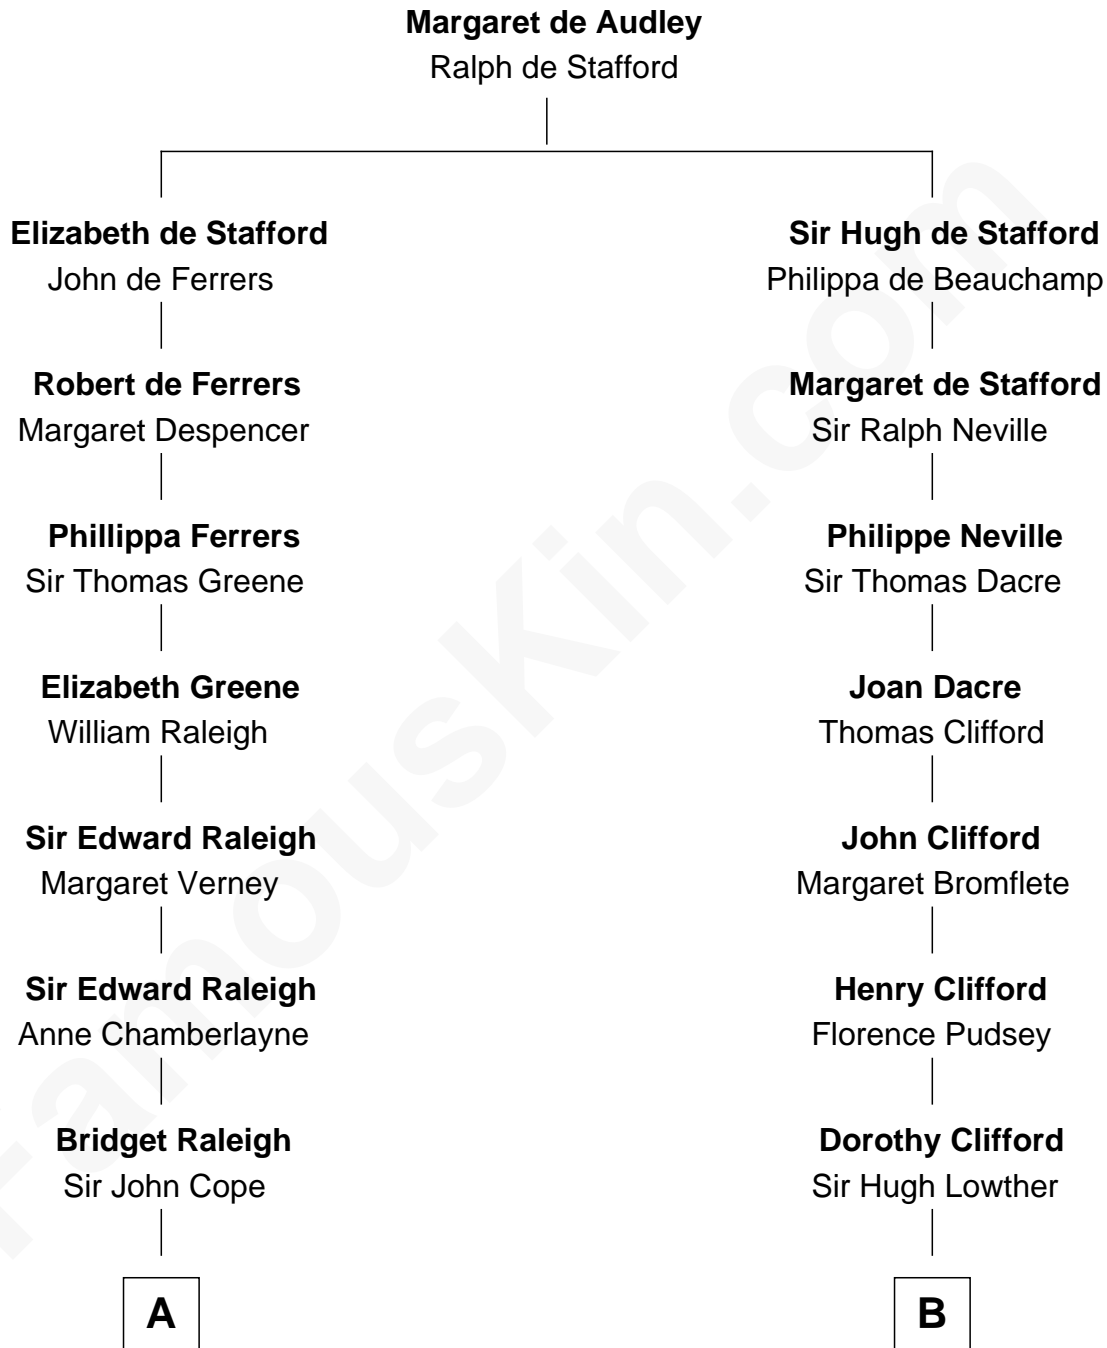 Margaret de Audley
Ralph de Stafford
Elizabeth de Stafford
John de Ferrers
Sir Hugh de Stafford
Philippa de Beauchamp
Robert de Ferrers
Margaret Despencer
Margaret de Stafford
Sir Ralph Neville
Phillippa Ferrers
Sir Thomas Greene
Philippe Neville
Sir Thomas Dacre
Elizabeth Greene
William Raleigh
Joan Dacre
Thomas Clifford
Sir Edward Raleigh
Margaret Verney
John Clifford
Margaret Bromflete
Sir Edward Raleigh
Anne Chamberlayne
Henry Clifford
Florence Pudsey
Bridget Raleigh
Sir John Cope
Dorothy Clifford
Sir Hugh Lowther
A
B
FamousKin.com